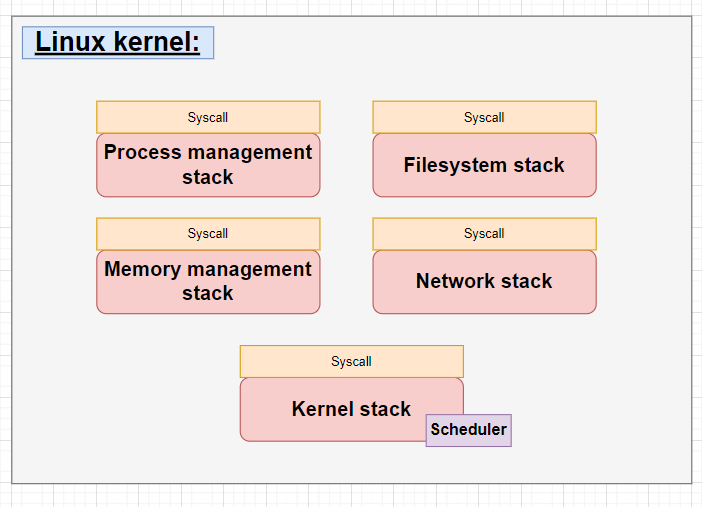 Linux kernel:
Syscall
Process management
stack
Syscall
Filesystem stack
Syscall
Memory management
stack
Syscall
Network stack
Syscall
Kernel stack
Scheduler